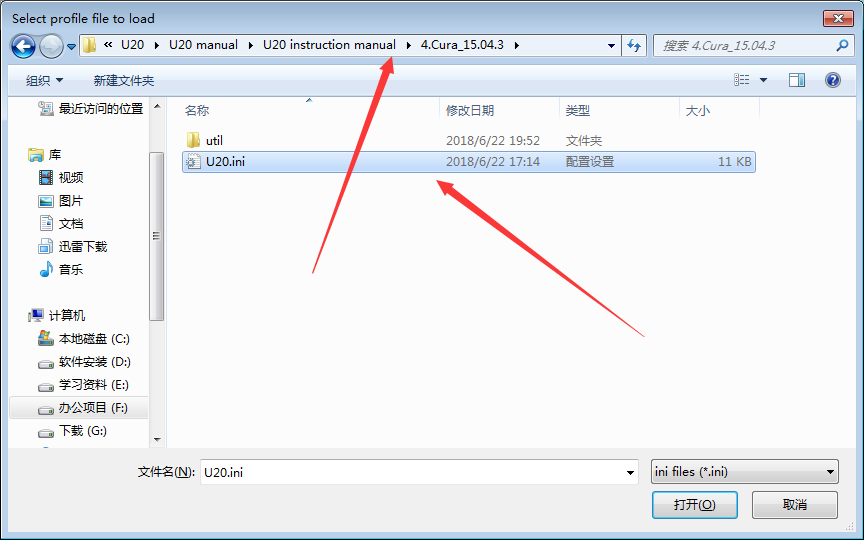 Select profile file to load
« U20 U20 manual U20 instruction manual 4.Cura_15.04.3
搜索 4.Cura_15.04.3
组织 新建文件夹
最近访问的位置
库
视频
图片
文档
迅雷下载
音乐
计算机
本地磁盘 (C:)
软件安装 (D:)
学习资料 (E:)
办公项目 (F:)
下载 (G:)
名称 修改日期 类型 大小
util 2018/6/22 19:52 文件夹
U20.ini 2018/6/22 17:14 配置设置 11 KB
文件名(N): U20.ini ini files (*.ini)
打开(O) 取消